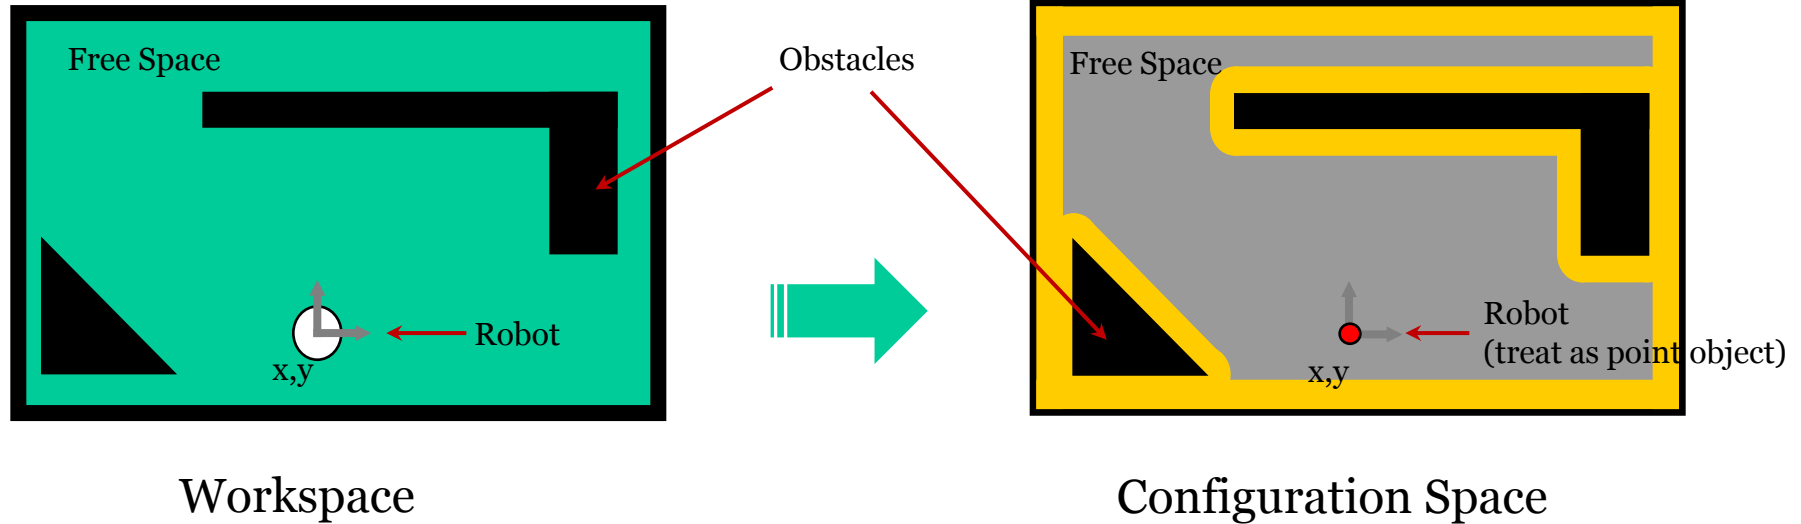 Free Space
Obstacles
Free Space
Robot
x,y
Robot
(treat as point object)
x,y
Workspace
Configuration Space